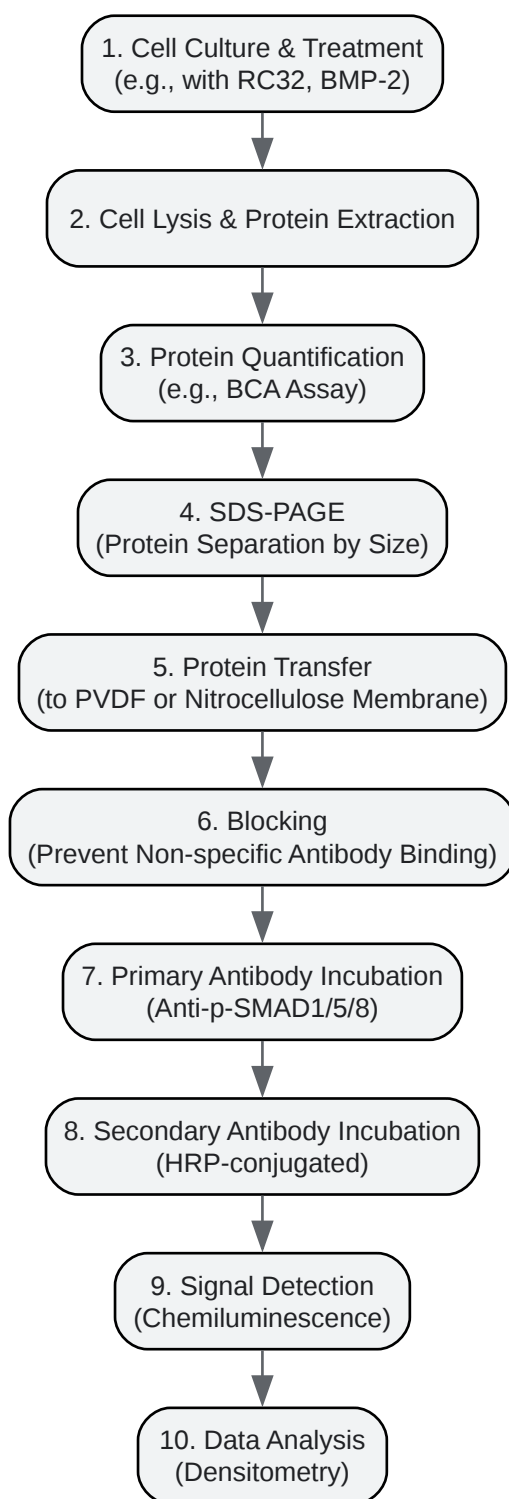 1. Cell Culture & Treatment
(e.g., with RC32, BMP-2)
2. Cell Lysis & Protein Extraction
3. Protein Quantification
(e.g., BCA Assay)
4. SDS-PAGE
(Protein Separation by Size)
5. Protein Transfer
(to PVDF or Nitrocellulose Membrane)
6. Blocking
(Prevent Non-specific Antibody Binding)
7. Primary Antibody Incubation
(Anti-p-SMAD1/5/8)
8. Secondary Antibody Incubation
(HRP-conjugated)
9. Signal Detection
(Chemiluminescence)
10. Data Analysis
(Densitometry)